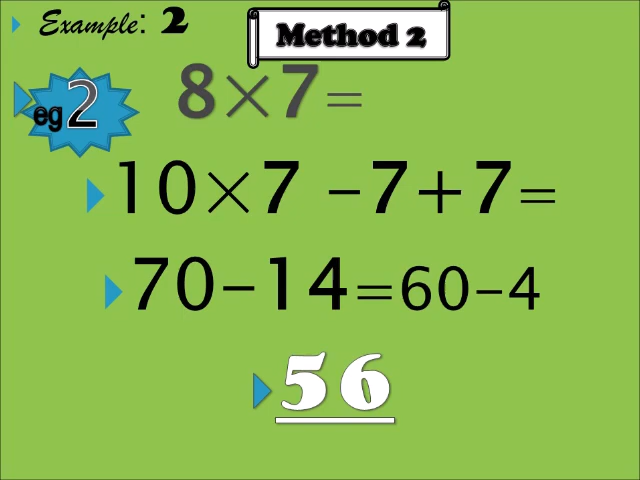 Example: 2
Method 2
eg2
8×7=
10×7 –7+7=
70–14=60–4
56